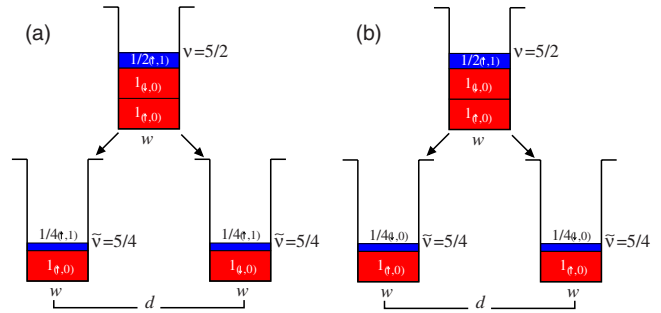 (a)
1/2(↑,1) ν=5/2
1(↓,0)
1(↑,0)
w
1/4(↑,1) ν̃=5/4
1(↑,0)
w
1/4(↑,1) ν̃=5/4
1(↓,0)
w
d
(b)
1/2(↑,1) ν=5/2
1(↓,0)
1(↑,0)
w
1/4(↓,0) ν̃=5/4
1(↑,0)
w
1/4(↓,0) ν̃=5/4
1(↑,0)
w
d